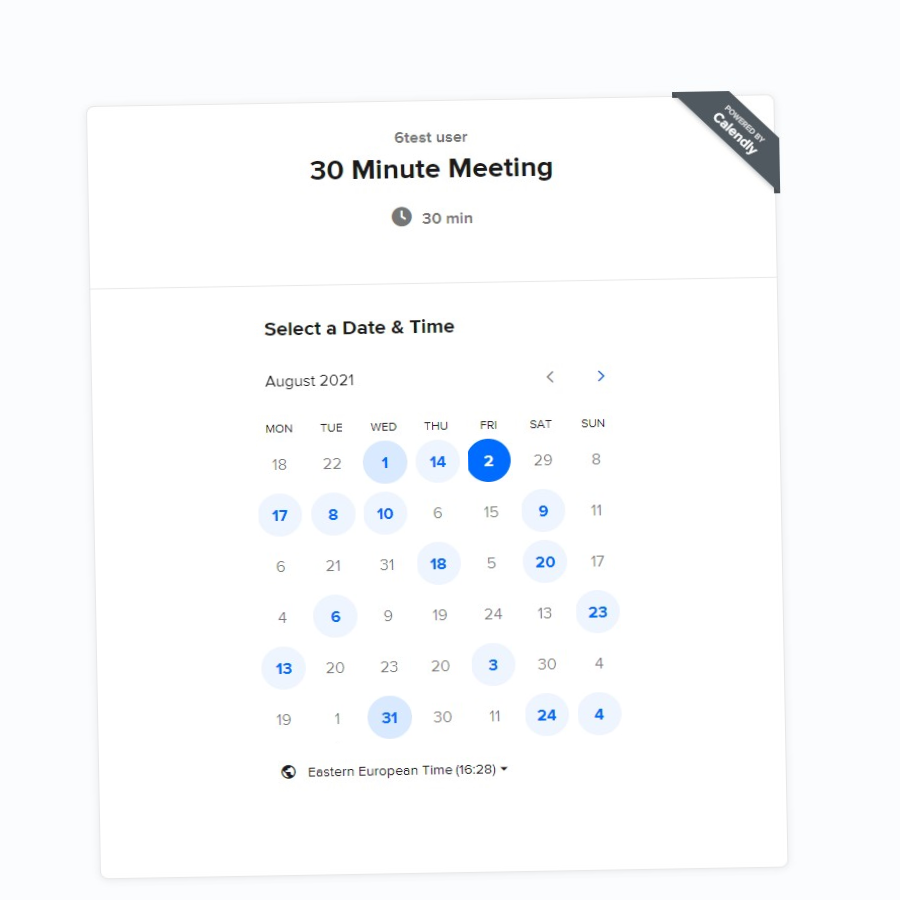 POWERED BY
Calendly
6test user
30 Minute Meeting
30 min
Select a Date & Time
August 2021
MON TUE WED THU FRI SAT SUN
18 22 1 14 2 29 8
17 8 10 6 15 9 11
6 21 31 18 5 20 17
4 6 9 19 24 13 23
13 20 23 20 3 30 4
19 1 31 30 11 24 4
Eastern European Time (16:28)